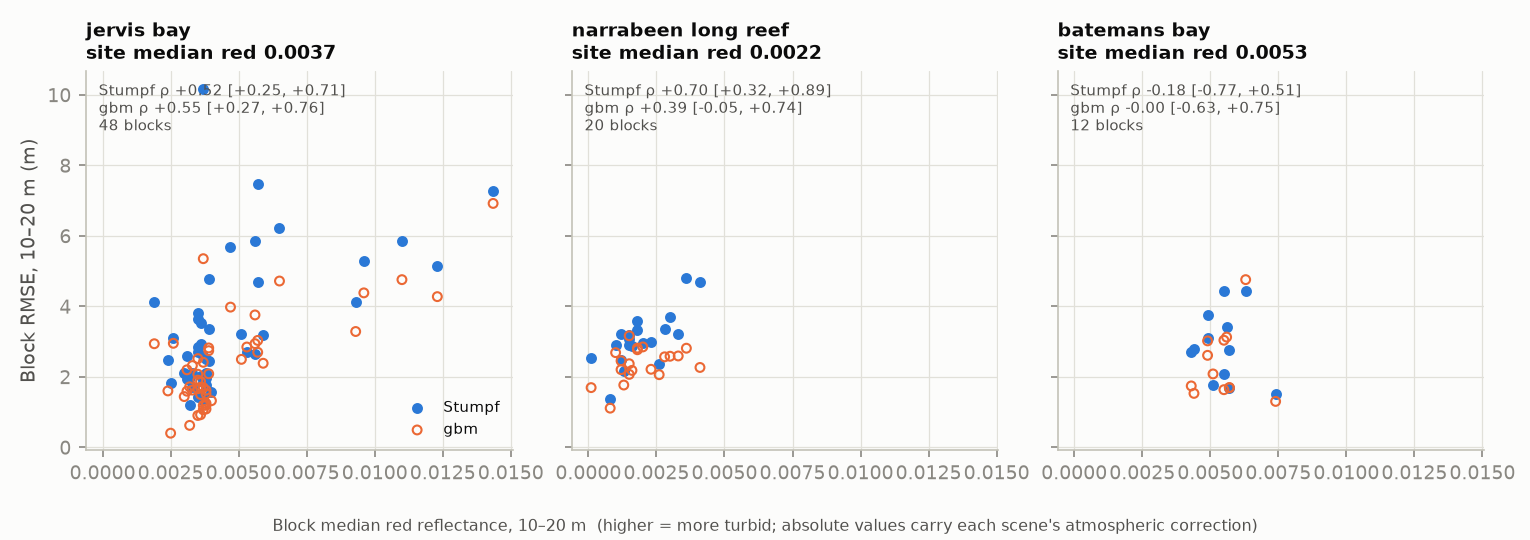 jervis bay
site median red 0.0037
narrabeen long reef
site median red 0.0022
batemans bay
site median red 0.0053
Stumpf ρ +0.52 [+0.25, +0.71]
gbm ρ +0.55 [+0.27, +0.76]
48 blocks
Stumpf ρ +0.70 [+0.32, +0.89]
gbm ρ +0.39 [-0.05, +0.74]
20 blocks
Stumpf ρ -0.18 [-0.77, +0.51]
gbm ρ -0.00 [-0.63, +0.75]
12 blocks
Block RMSE, 10–20 m (m)
10
8
6
4
2
0
Stumpf
gbm
0.0000 0.0025 0.0050 0.0075 0.0100 0.0125 0.0150
0.0000 0.0025 0.0050 0.0075 0.0100 0.0125 0.0150
0.0000 0.0025 0.0050 0.0075 0.0100 0.0125 0.0150
Block median red reflectance, 10–20 m (higher = more turbid; absolute values carry each scene's atmospheric correction)